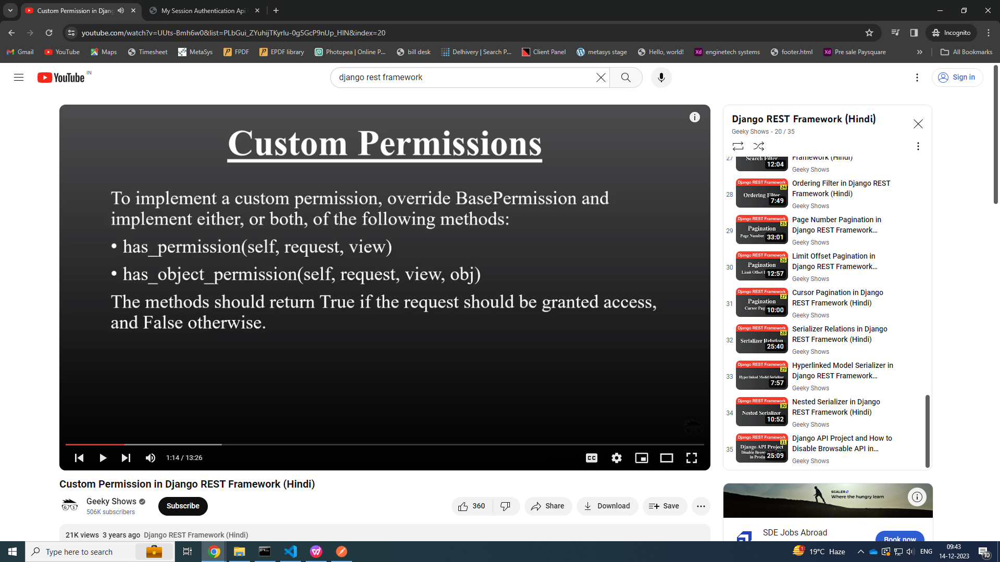 Custom Permission in Djang
My Session Authentication Api
youtube.com/watch?v=UUts-Bmh6w0&list=PLbGui_ZYuhijTKyrlu-0g5GcP9nUp_HlN&index=20
Incognito
Gmail
YouTube
Maps
Timesheet
MetaSys
FPDF
EPDF library
Photopea | Online P...
bill desk
Delhivery | Search P...
Client Panel
metasys stage
Hello, world!
Xd
enginetech systems
footer.html
Xd
Pre sale Paysquare
All Bookmarks
YouTube IN
django rest framework
Sign in
Custom Permissions
To implement a custom permission, override BasePermission and
implement either, or both, of the following methods:
• has_permission(self, request, view)
• has_object_permission(self, request, view, obj)
The methods should return True if the request should be granted access,
and False otherwise.
1:14 / 13:26
CC
Custom Permission in Django REST Framework (Hindi)
Geeky Shows
506K subscribers
Subscribe
360
Share
Download
Save
21K views 3 years ago Django REST Framework (Hindi)
Django REST Framework (Hindi)
Geeky Shows - 20 / 35
27
Search Filter
12:04
Framework (Hindi)
Geeky Shows
28
Django REST Framework
24
Ordering Filter
7:49
Ordering Filter in Django REST
Framework (Hindi)
Geeky Shows
29
Django REST Framework
25
Pagination
Page Number
33:01
Page Number Pagination in
Django REST Framework...
Geeky Shows
30
Django REST Framework
26
Pagination
Limit Offset
12:57
Limit Offset Pagination in
Django REST Framework...
Geeky Shows
31
Django REST Framework
27
Pagination
Cursor Pag
10:00
Cursor Pagination in Django
REST Framework (Hindi)
Geeky Shows
32
Django REST Framework
28
Serializer Relation
25:40
Serializer Relations in Django
REST Framework (Hindi)
Geeky Shows
33
Django REST Framework
29
Hyperlinked Model Serializer
7:57
Hyperlinked Model Serializer in
Django REST Framework...
Geeky Shows
34
Django REST Framework
30
Nested Serializer
10:52
Nested Serializer in Django
REST Framework (Hindi)
Geeky Shows
35
Django REST Framework
31
Django API Project
Disable Brows
in Produ
25:09
Django API Project and How to
Disable Browsable API in...
Geeky Shows
SCALER
Where the hungry learn
SDE Jobs Abroad
Book now
Type here to search
1
19°C Haze
ENG
09:43
14-12-2023
10